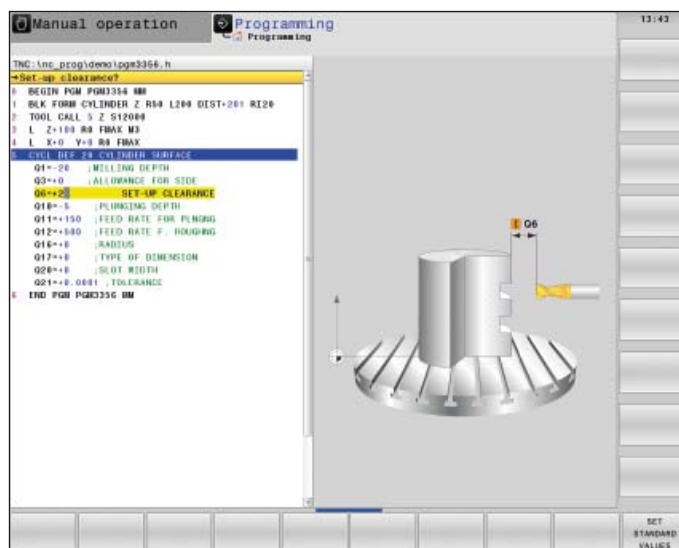 Manual operation
Programming
Programming
13:43
TNC:\nc_prog\demo\pgm3356.h
→Set-up clearance?
0 BEGIN PGM PGM3356 MM
1 BLK FORM CYLINDER Z R50 L200 DIST+201 RI20
2 TOOL CALL 5 Z S12000
3 L Z+100 R0 FMAX M3
4 L X+0 Y+0 R0 FMAX
5 CYCL DEF 28 CYLINDER SURFACE
Q1=-20 ;MILLING DEPTH
Q3=+0 ;ALLOWANCE FOR SIDE
Q6=+2 SET-UP CLEARANCE
Q10=-5 ;PLUNGING DEPTH
Q11=+150 ;FEED RATE FOR PLNGNG
Q12=+500 ;FEED RATE F. ROUGHNG
Q16=+0 ;RADIUS
Q17=+0 ;TYPE OF DIMENSION
Q20=+0 ;SLOT WIDTH
Q21=+0.0001 ;TOLERANCE
6 END PGM PGM3356 MM
I Q6
SET
STANDARD
VALUES